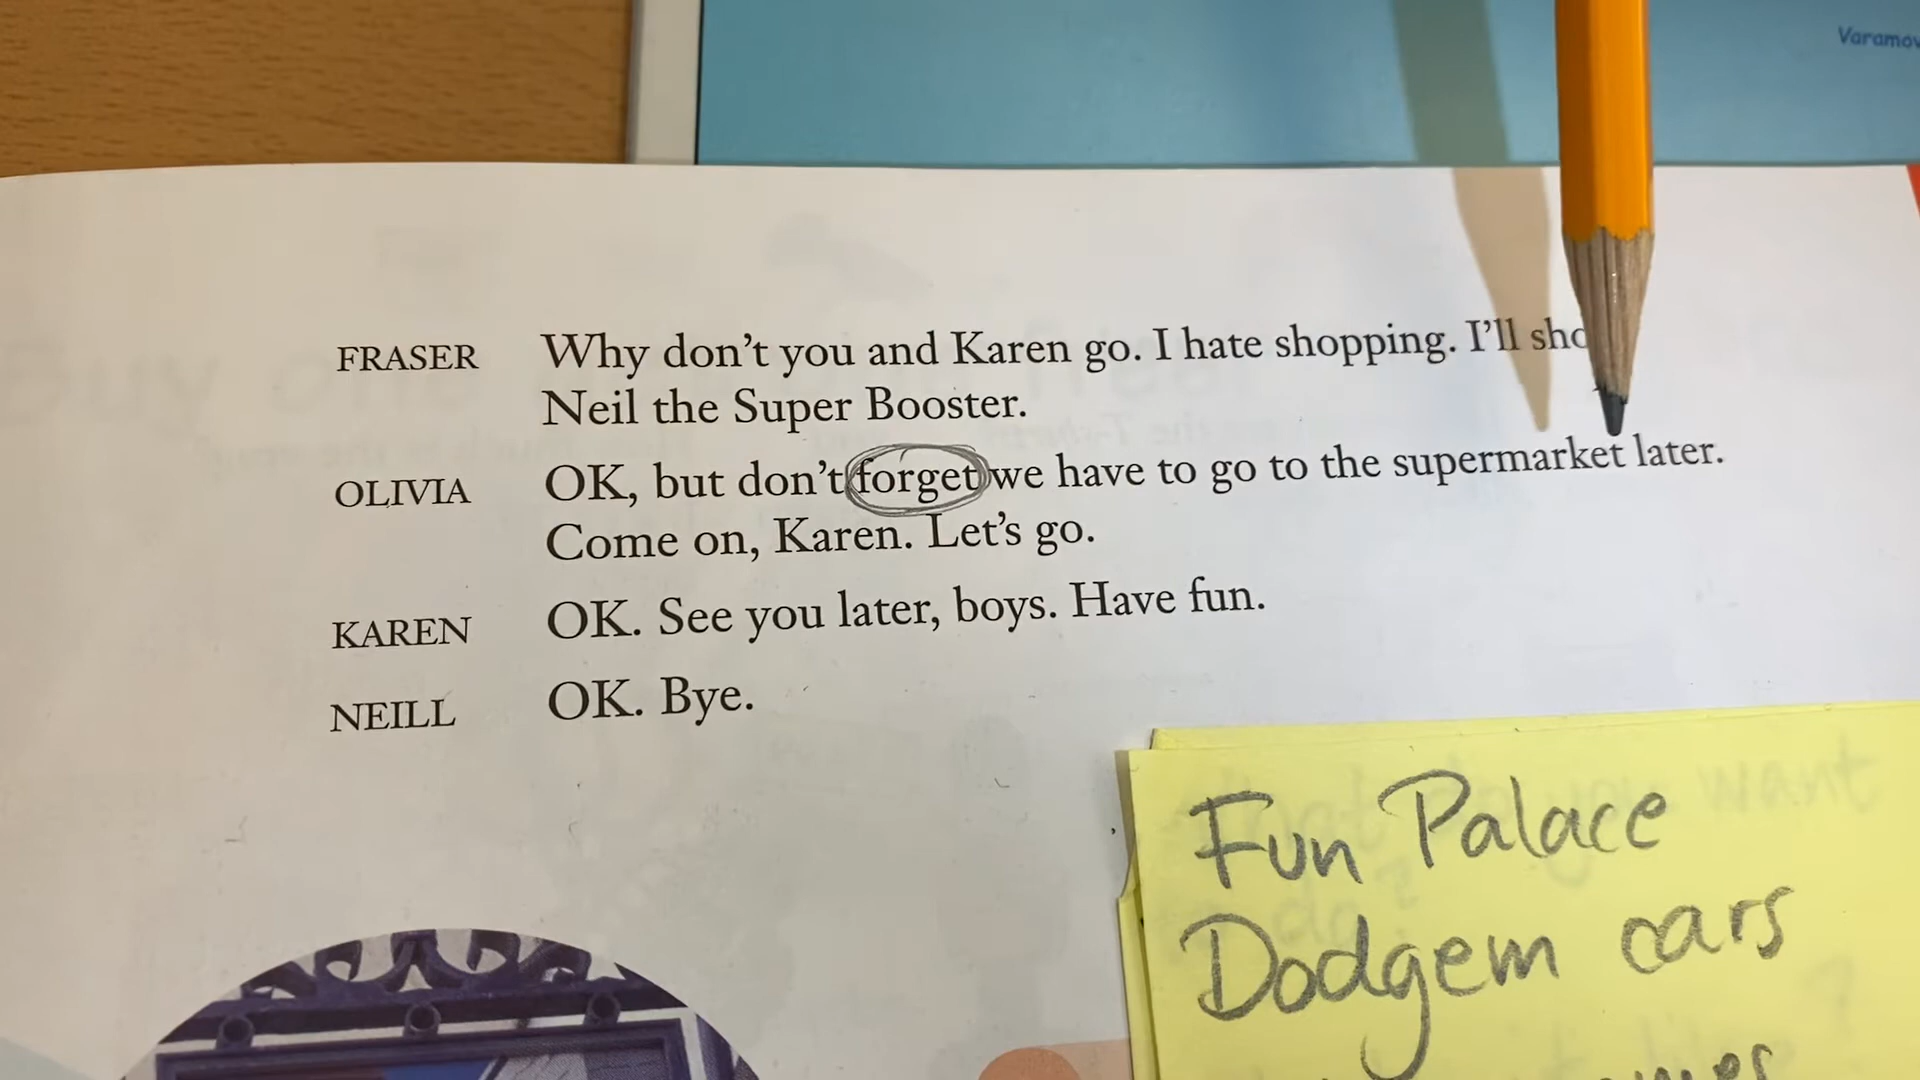 Varamov
FRASER Why don't you and Karen go. I hate shopping. I'll sho
Neil the Super Booster.
OLIVIA OK, but don't forget we have to go to the supermarket later.
Come on, Karen. Let's go.
KAREN OK. See you later, boys. Have fun.
NEILL OK. Bye.
Fun Palace
Dodgem cars